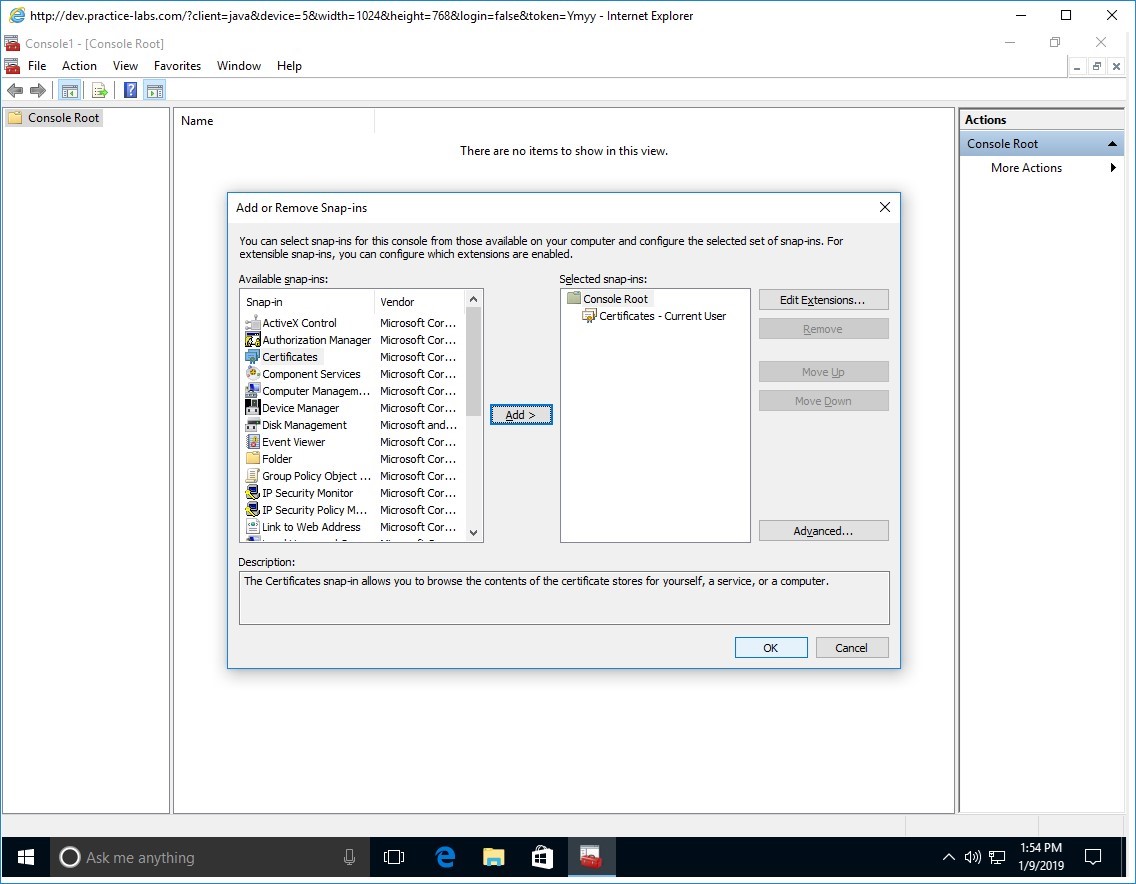 http://dev.practice-labs.com/?client=java&device=5&width=1024&height=768&login=false&token=Ymyy - Internet Explorer
Console1 - [Console Root]
File Action View Favorites Window Help
Console Root
Name
There are no items to show in this view.
Actions
Console Root
More Actions
Add or Remove Snap-ins
You can select snap-ins for this console from those available on your computer and configure the selected set of snap-ins. For
extensible snap-ins, you can configure which extensions are enabled.
Available snap-ins:
Snap-in Vendor
ActiveX Control Microsoft Cor...
Authorization Manager Microsoft Cor...
Certificates Microsoft Cor...
Component Services Microsoft Cor...
Computer Managem... Microsoft Cor...
Device Manager Microsoft Cor...
Disk Management Microsoft and...
Event Viewer Microsoft Cor...
Folder Microsoft Cor...
Group Policy Object ... Microsoft Cor...
IP Security Monitor Microsoft Cor...
IP Security Policy M... Microsoft Cor...
Link to Web Address Microsoft Cor...
Add >
Selected snap-ins:
Console Root
Certificates - Current User
Edit Extensions...
Remove
Move Up
Move Down
Advanced...
Description:
The Certificates snap-in allows you to browse the contents of the certificate stores for yourself, a service, or a computer.
OK
Cancel
Ask me anything
1:54 PM
1/9/2019